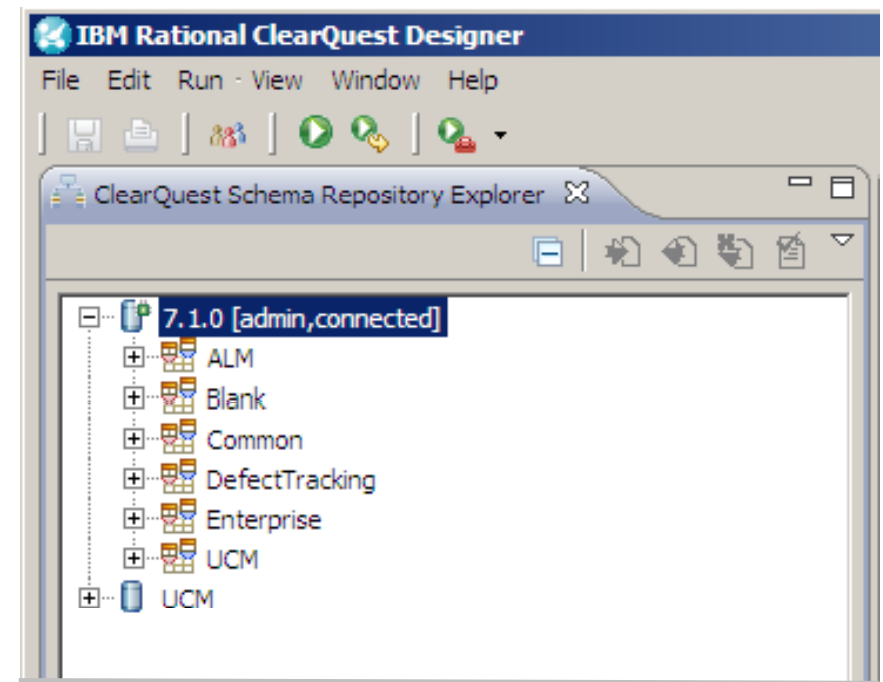 IBM Rational ClearQuest Designer
File Edit Run View Window Help
ClearQuest Schema Repository Explorer
7.1.0 [admin,connected]
ALM
Blank
Common
DefectTracking
Enterprise
UCM
UCM